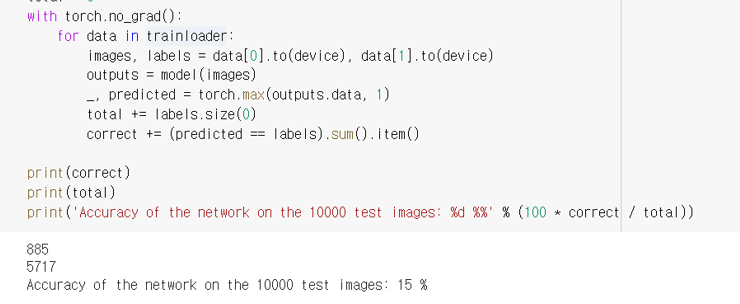 with torch.no_grad():
    for data in trainloader:
        images, labels = data[0].to(device), data[1].to(device)
        outputs = model(images)
        _, predicted = torch.max(outputs.data, 1)
        total += labels.size(0)
        correct += (predicted == labels).sum().item()
print(correct)
print(total)
print('Accuracy of the network on the 10000 test images: %d %%' % (100 * correct / total))
885
5717
Accuracy of the network on the 10000 test images: 15 %